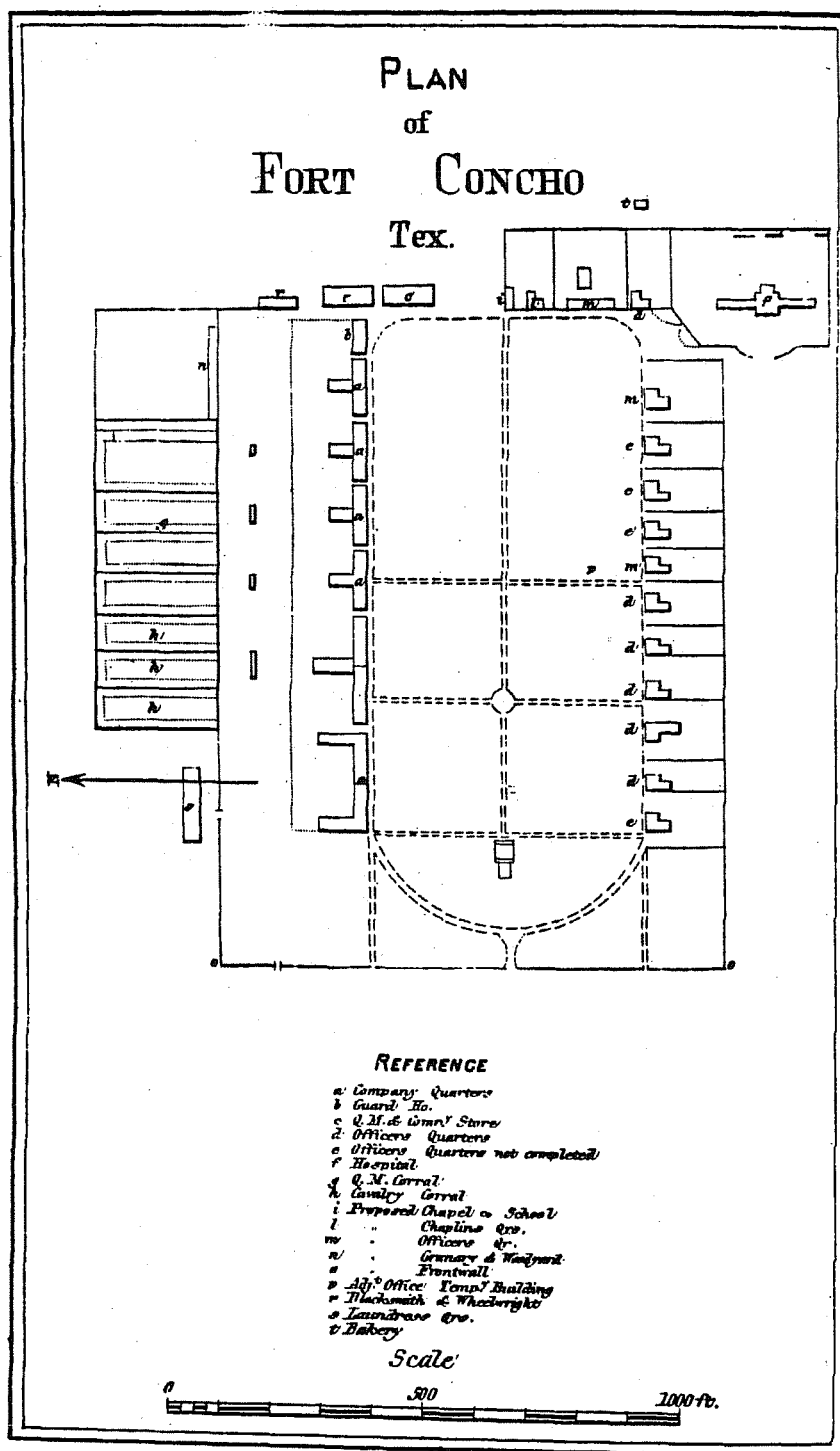 PLAN
of
FORT CONCHO
Tex.
t
r
r
o
i
l
m
d
f
b
n
a
m
a
e
e
a
e
g
p
m
a
d
h
d
h
d
h
d
N
a
d
s
e
o
o
REFERENCE
a Company Quarters
b Guard Ho.
c Q.M. & Comy Store
d Officers Quarters
e Officers Quarters not completed
f Hospital
g Q.M. Corral
h Cavalry Corral
i Proposed Chapel & School
l " Chaplins Qrs.
m " Officers Qr.
n " Granary & Woodyard
o " Frontwall
p Adjt Office Tempy Building
r Blacksmith & Wheelwright
s Laundress Qrs.
t Bakery
Scale
0 500 1000 ft.